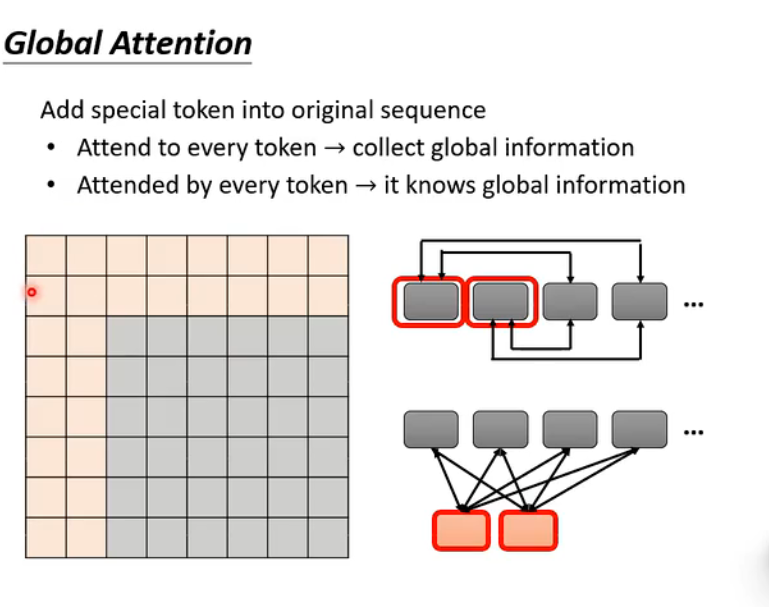 Global Attention
Add special token into original sequence
• Attend to every token → collect global information
• Attended by every token → it knows global information
...
...